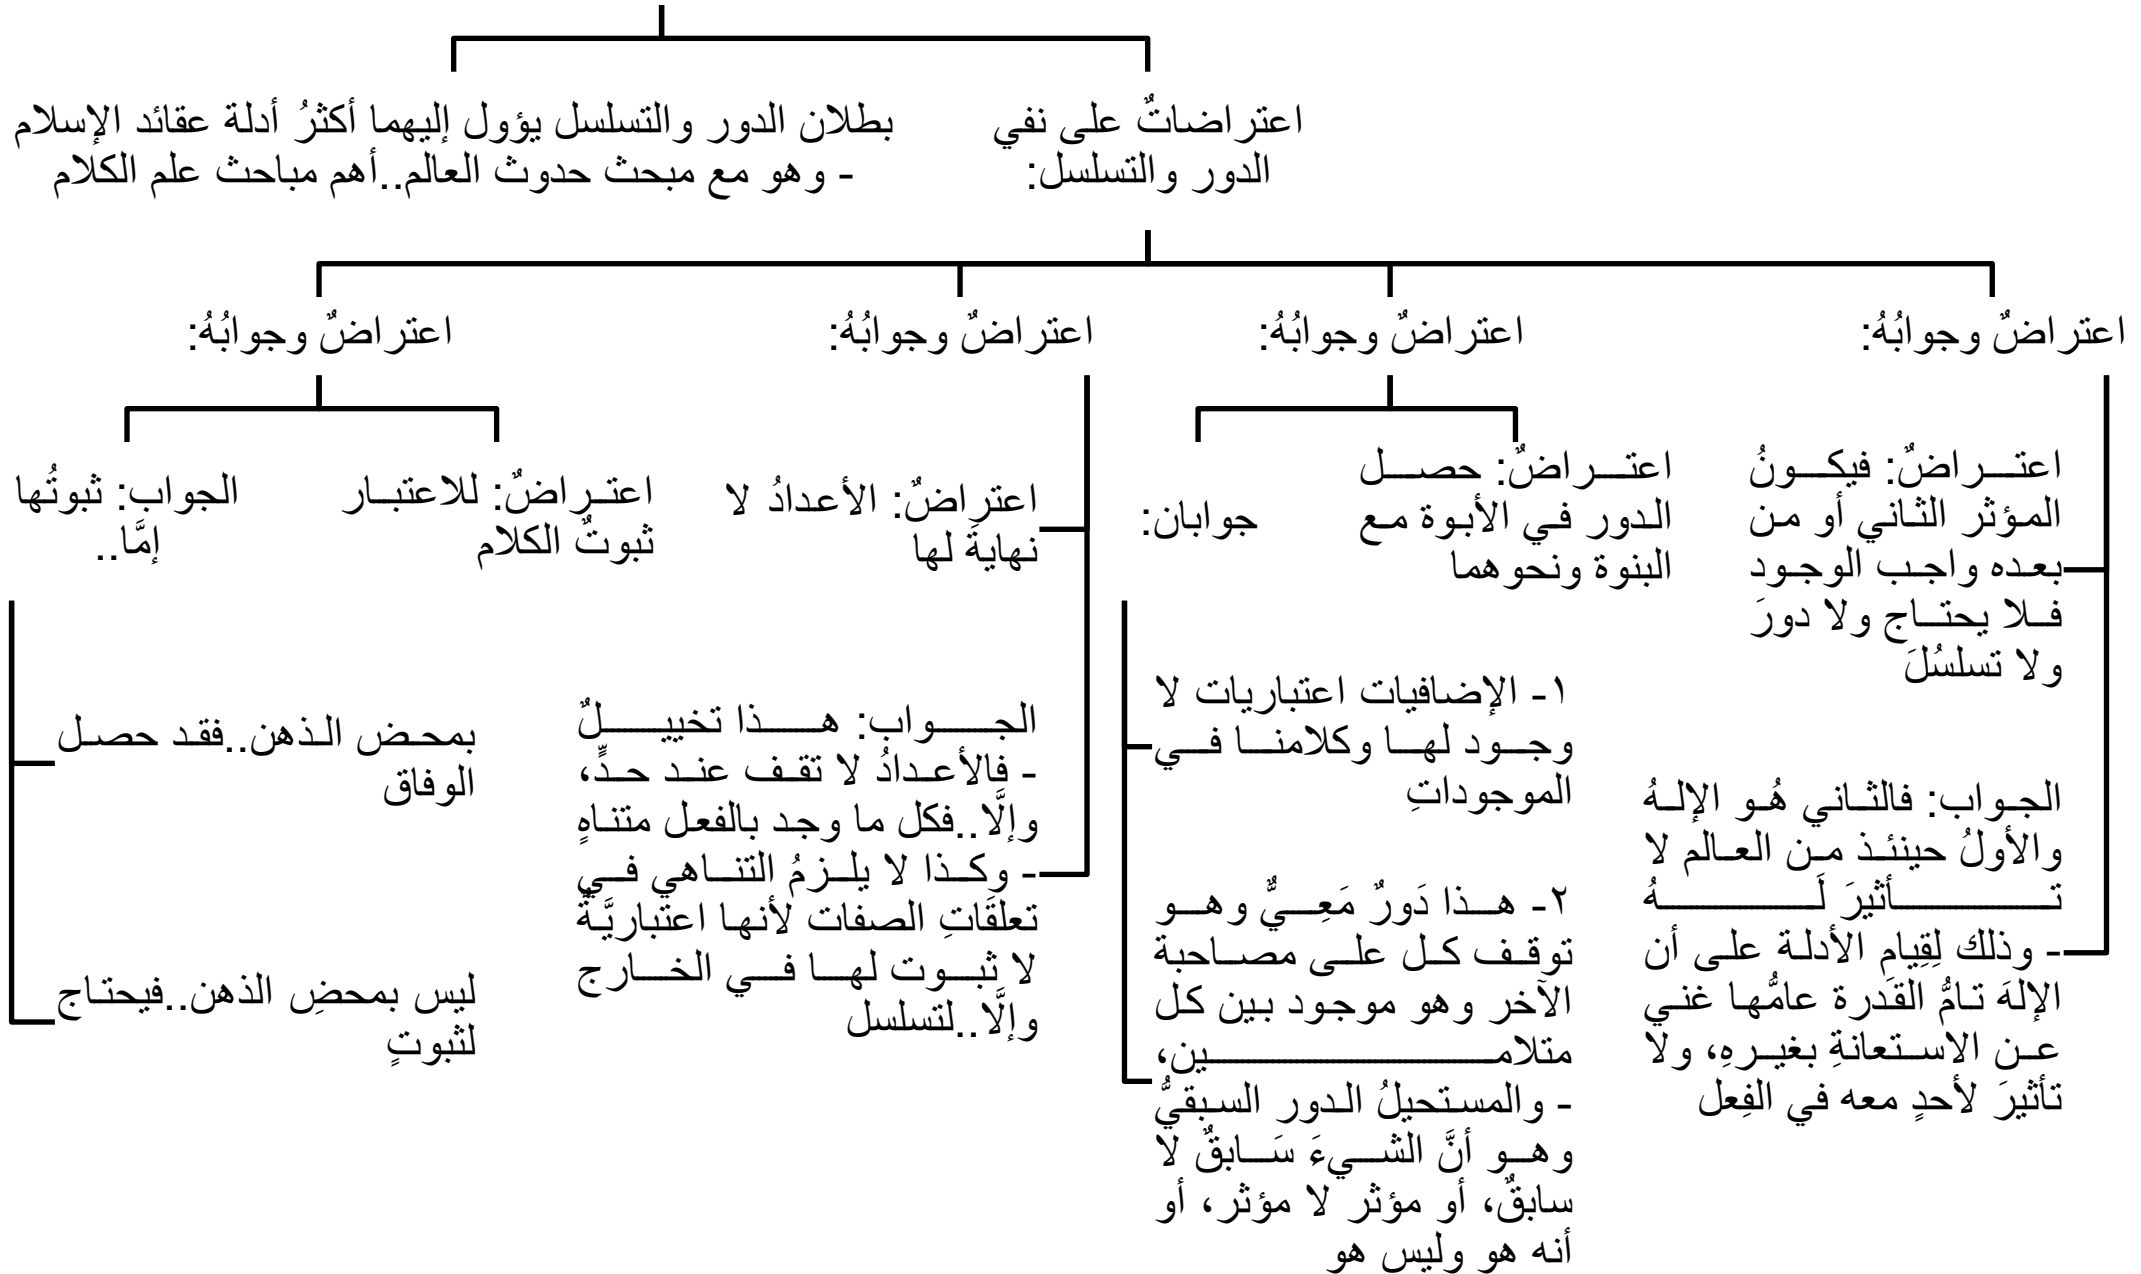 اعتراضاتٌ على نفي
الدور والتسلسل:
بطلان الدور والتسلسل يؤول إليهما أكثرُ أدلة عقائد الإسلام
- وهو مع مبحث حدوث العالم..أهم مباحث علم الكلام
اعتراضٌ وجوابُهُ:
اعتراضٌ: فيكونُ
المؤثر الثاني أو من
بعده واجب الوجود
فلا يحتاج ولا دورَ
ولا تسلسُلَ
الجواب: فالثاني هُو الإلهُ
والأولُ حينئذ من العالم لا
تأثيرَ لَهُ
- وذلك لِقِيامِ الأدلة على أن
الإلهَ تامُّ القدرة عامُّها غني
عن الاستعانةِ بغيرهِ، ولا
تأثيرَ لأحدٍ معه في الفِعل
اعتراضٌ وجوابُهُ:
اعتراضٌ: حصل
الدور في الأبوة مع
البنوة ونحوهما
جوابان:
١- الإضافيات اعتباريات لا
وجود لها وكلامنا في
الموجوداتِ
٢- هذا دَورٌ مَعِيٌّ وهو
توقف كل على مصاحبة
الآخر وهو موجود بين كل
متلامين،
- والمستحيلُ الدور السبقيُّ
وهو أنَّ الشيءَ سَابقٌ لا
سابقٌ، أو مؤثر لا مؤثر، أو
أنه هو وليس هو
اعتراضٌ وجوابُهُ:
اعتراضٌ: الأعدادُ لا
نهايةَ لها
الجواب: هذا تخييلٌ
- فالأعدادُ لا تقف عند حدٍّ،
وإلَّا..فكل ما وجد بالفعل متناهٍ
- وكذا لا يلزمُ التناهي في
تعلقَاتِ الصفات لأنها اعتباريَّةٌ
لا ثبوت لها في الخارج
وإلَّا..لتسلسل
اعتراضٌ وجوابُهُ:
اعتراضٌ: للاعتبار
ثبوتٌ الكلام
الجواب: ثبوتُها
إمَّا..
بمحض الذهن..فقد حصل
الوفاق
ليس بمحضِ الذهن..فيحتاج
لثبوتٍ